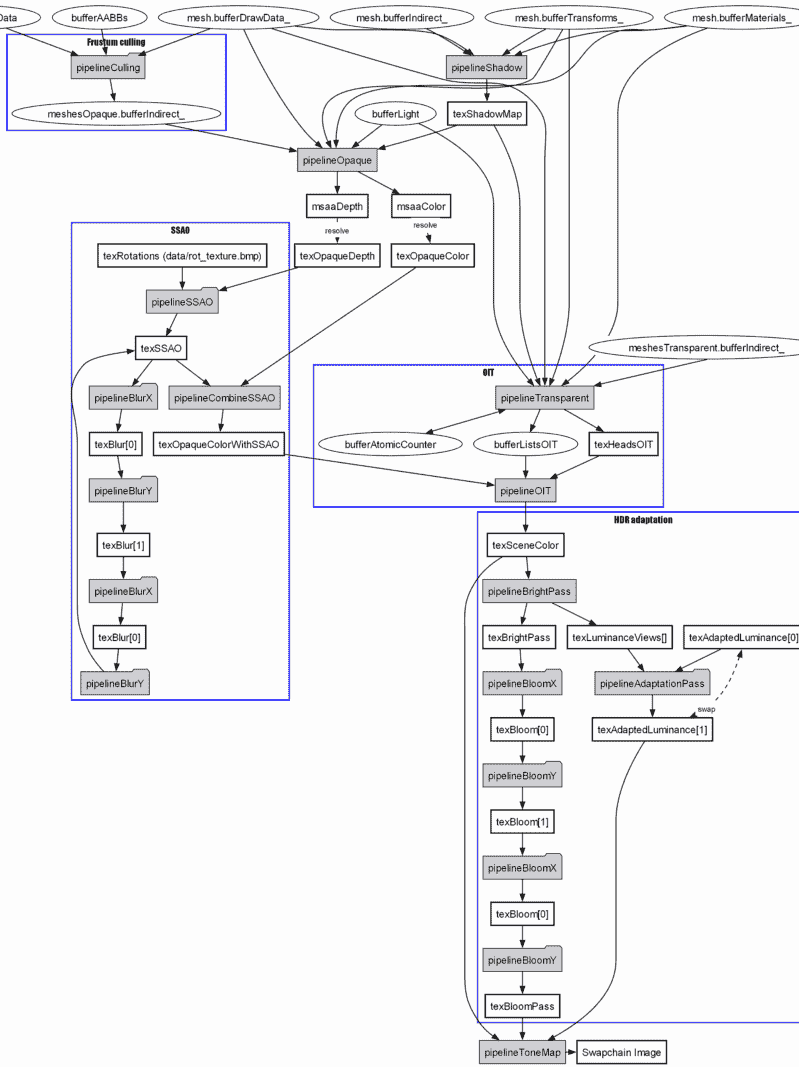 Data
bufferAABBs
mesh.bufferDrawData_
mesh.bufferIndirect_
mesh.bufferTransforms_
mesh.bufferMaterials_
Frustum culling
pipelineCulling
pipelineShadow
meshesOpaque.bufferIndirect_
bufferLight
texShadowMap
pipelineOpaque
msaaDepth
msaaColor
SSAO
resolve
resolve
texRotations (data/rot_texture.bmp)
texOpaqueDepth
texOpaqueColor
pipelineSSAO
texSSAO
meshesTransparent.bufferIndirect_
OIT
pipelineBlurX
pipelineCombineSSAO
pipelineTransparent
texBlur[0]
texOpaqueColorWithSSAO
bufferAtomicCounter
bufferListsOIT
texHeadsOIT
pipelineBlurY
pipelineOIT
HDR adaptation
texBlur[1]
texSceneColor
pipelineBlurX
pipelineBrightPass
texBlur[0]
texBrightPass
texLuminanceViews[]
texAdaptedLuminance[0]
pipelineBlurY
pipelineBloomX
pipelineAdaptationPass
swap
texBloom[0]
texAdaptedLuminance[1]
pipelineBloomY
texBloom[1]
pipelineBloomX
texBloom[0]
pipelineBloomY
texBloomPass
pipelineToneMap
Swapchain Image